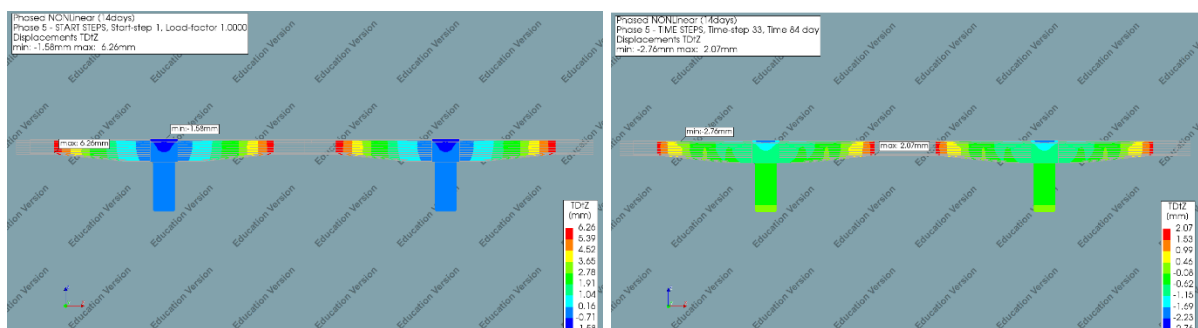 Phased NONLinear (14days)
Phase 5 - START STEPS, Start-step 1, Load-factor 1.0000
Displacements TDtZ
min: -1.58mm max: 6.26mm
min:-1.58mm
max: 6.26mm
TDtZ
(mm)
6.26
5.39
4.52
3.65
2.78
1.91
1.04
0.16
-0.71
-1.58
Phased NONLinear (14days)
Phase 5 - TIME STEPS, Time-step 33, Time 84 day
Displacements TDtZ
min: -2.76mm max: 2.07mm
min:-2.76mm
max: 2.07mm
TDtZ
(mm)
2.07
1.53
0.99
0.46
-0.08
-0.62
-1.15
-1.69
-2.23
Education Version